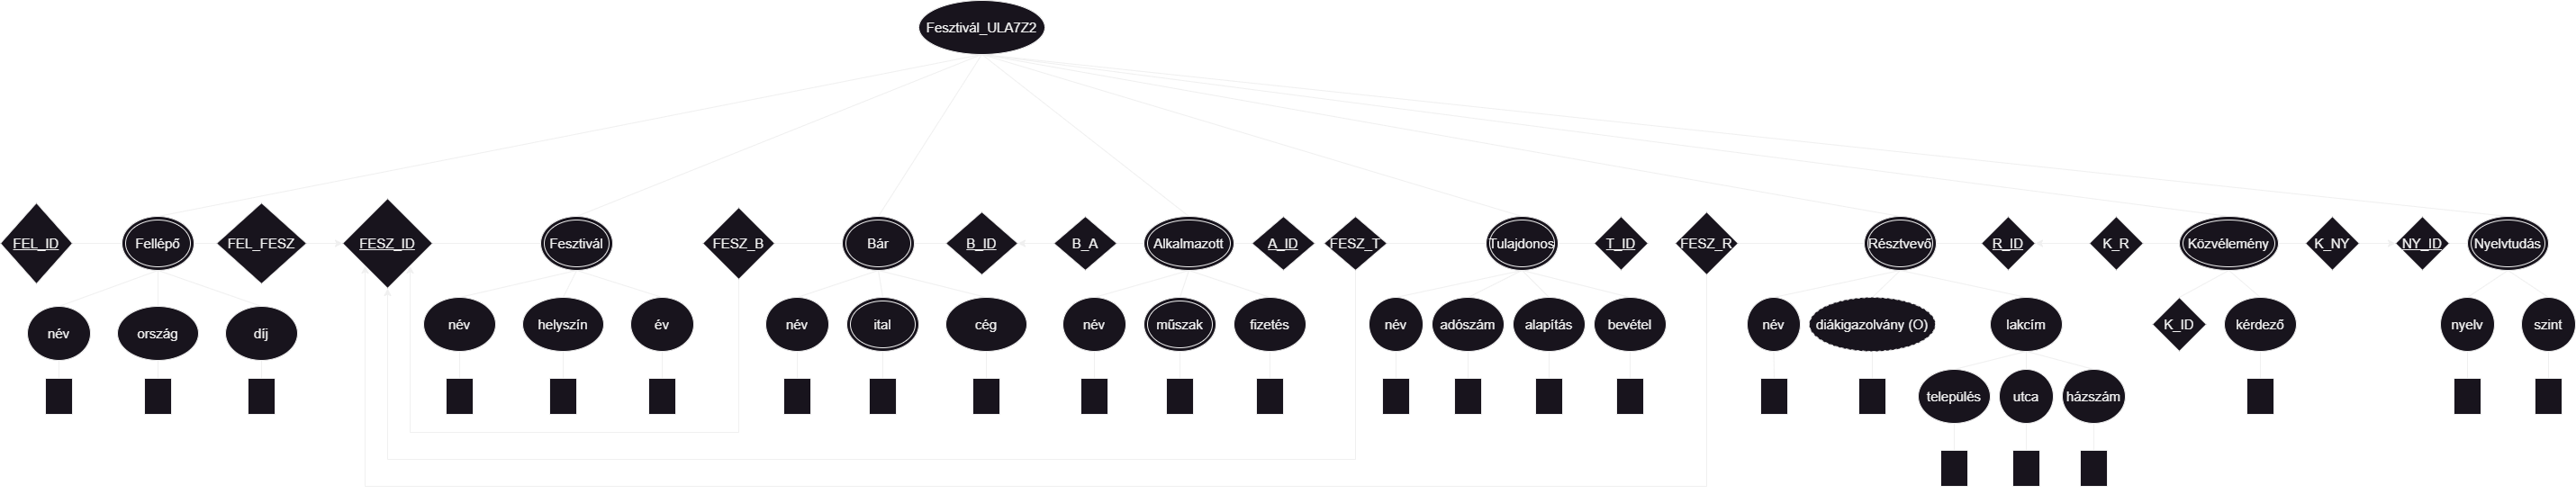 Fesztivál_ULA7Z2
FEL_ID
Fellépő
FEL_FESZ
FESZ_ID
Fesztivál
FESZ_B
Bár
B_ID
B_A
Alkalmazott
A_ID
FESZ_T
Tulajdonos
T_ID
FESZ_R
Résztvevő
R_ID
K_R
Közvélemény
K_NY
NY_ID
Nyelvtudás
név
ország
díj
név
helyszín
év
név
ital
cég
név
műszak
fizetés
név
adószám
alapítás
bevétel
név
diákigazolvány (O)
lakcím
K_ID
kérdező
nyelv
szint
település
utca
házszám